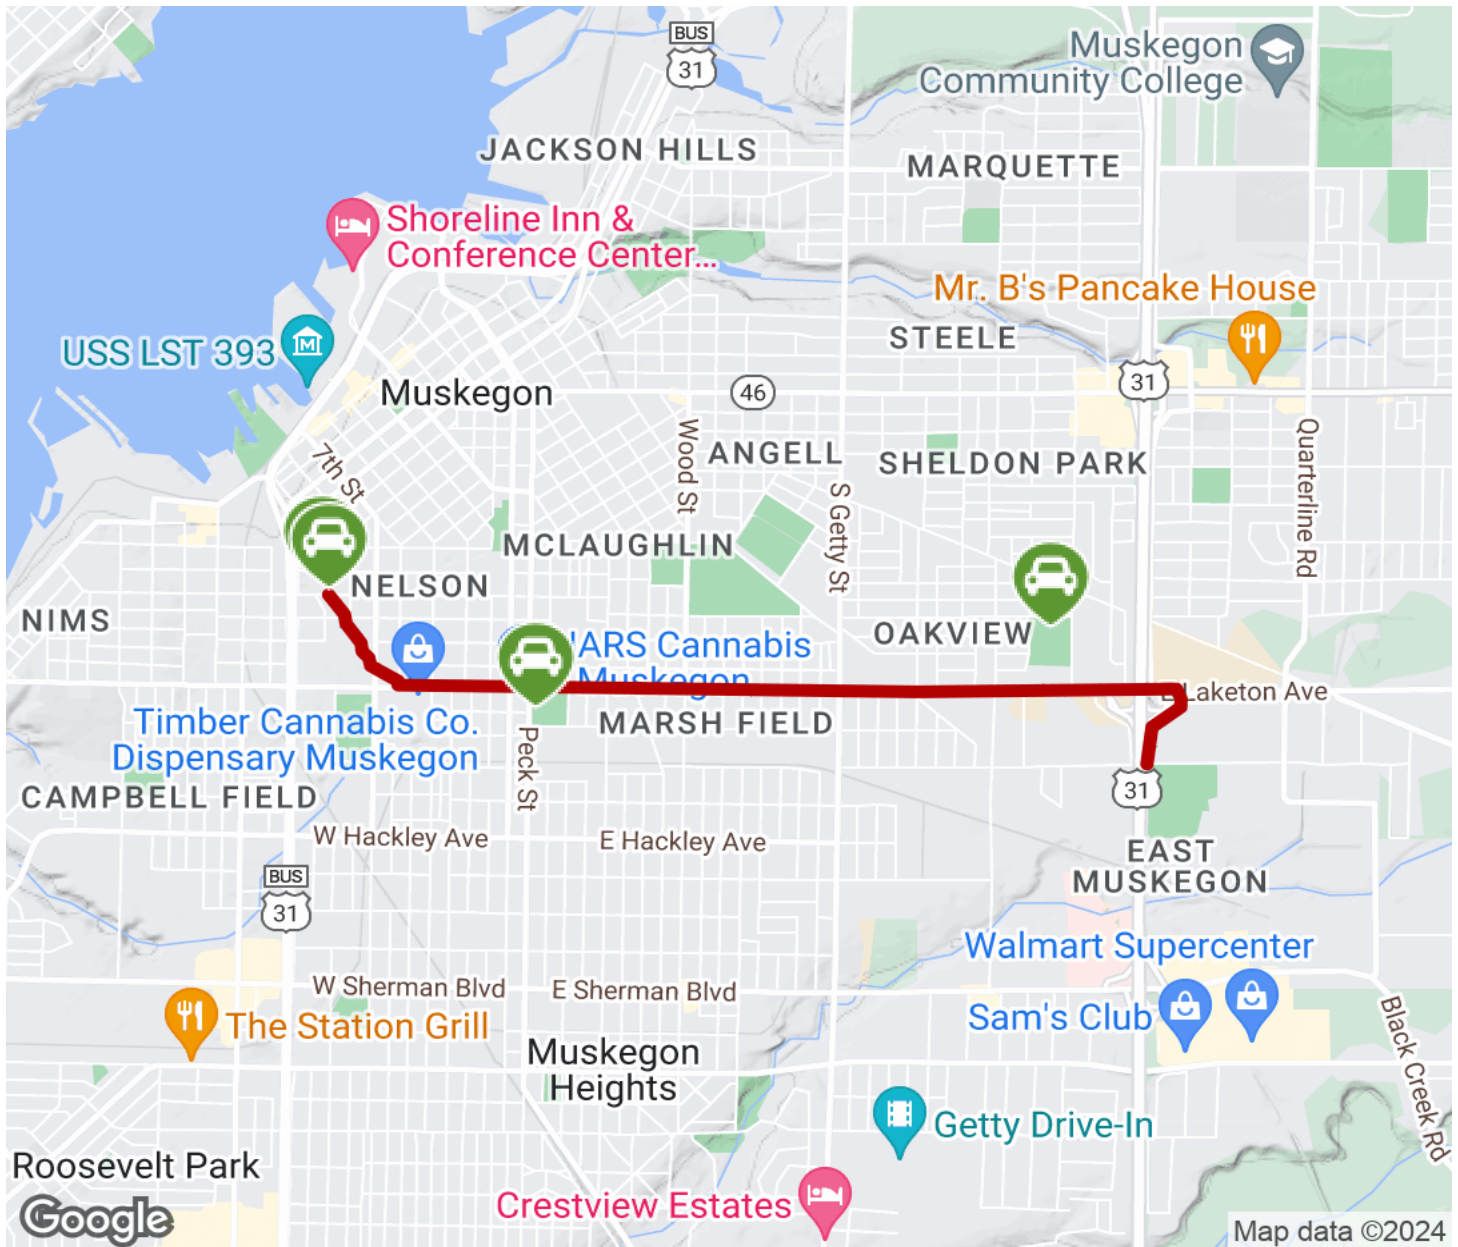 BUS
31
Muskegon
Community College
JACKSON HILLS
MARQUETTE
Shoreline Inn &
Conference Center...
Mr. B's Pancake House
STEELE
USS LST 393
M
31
Muskegon
46
7th St
Wood St
ANGELL
SHELDON PARK
Quarterline Rd
S Getty St
MCLAUGHLIN
NELSON
NIMS
OAKVIEW
JARS Cannabis
Muskegon
E Laketon Ave
Timber Cannabis Co.
Dispensary Muskegon
MARSH FIELD
Peck St
31
CAMPBELL FIELD
W Hackley Ave
E Hackley Ave
EAST
MUSKEGON
BUS
31
Walmart Supercenter
W Sherman Blvd
E Sherman Blvd
Sam's Club
The Station Grill
Black Creek Rd
Muskegon
Heights
Getty Drive-In
Roosevelt Park
Crestview Estates
Google
Map data ©2024